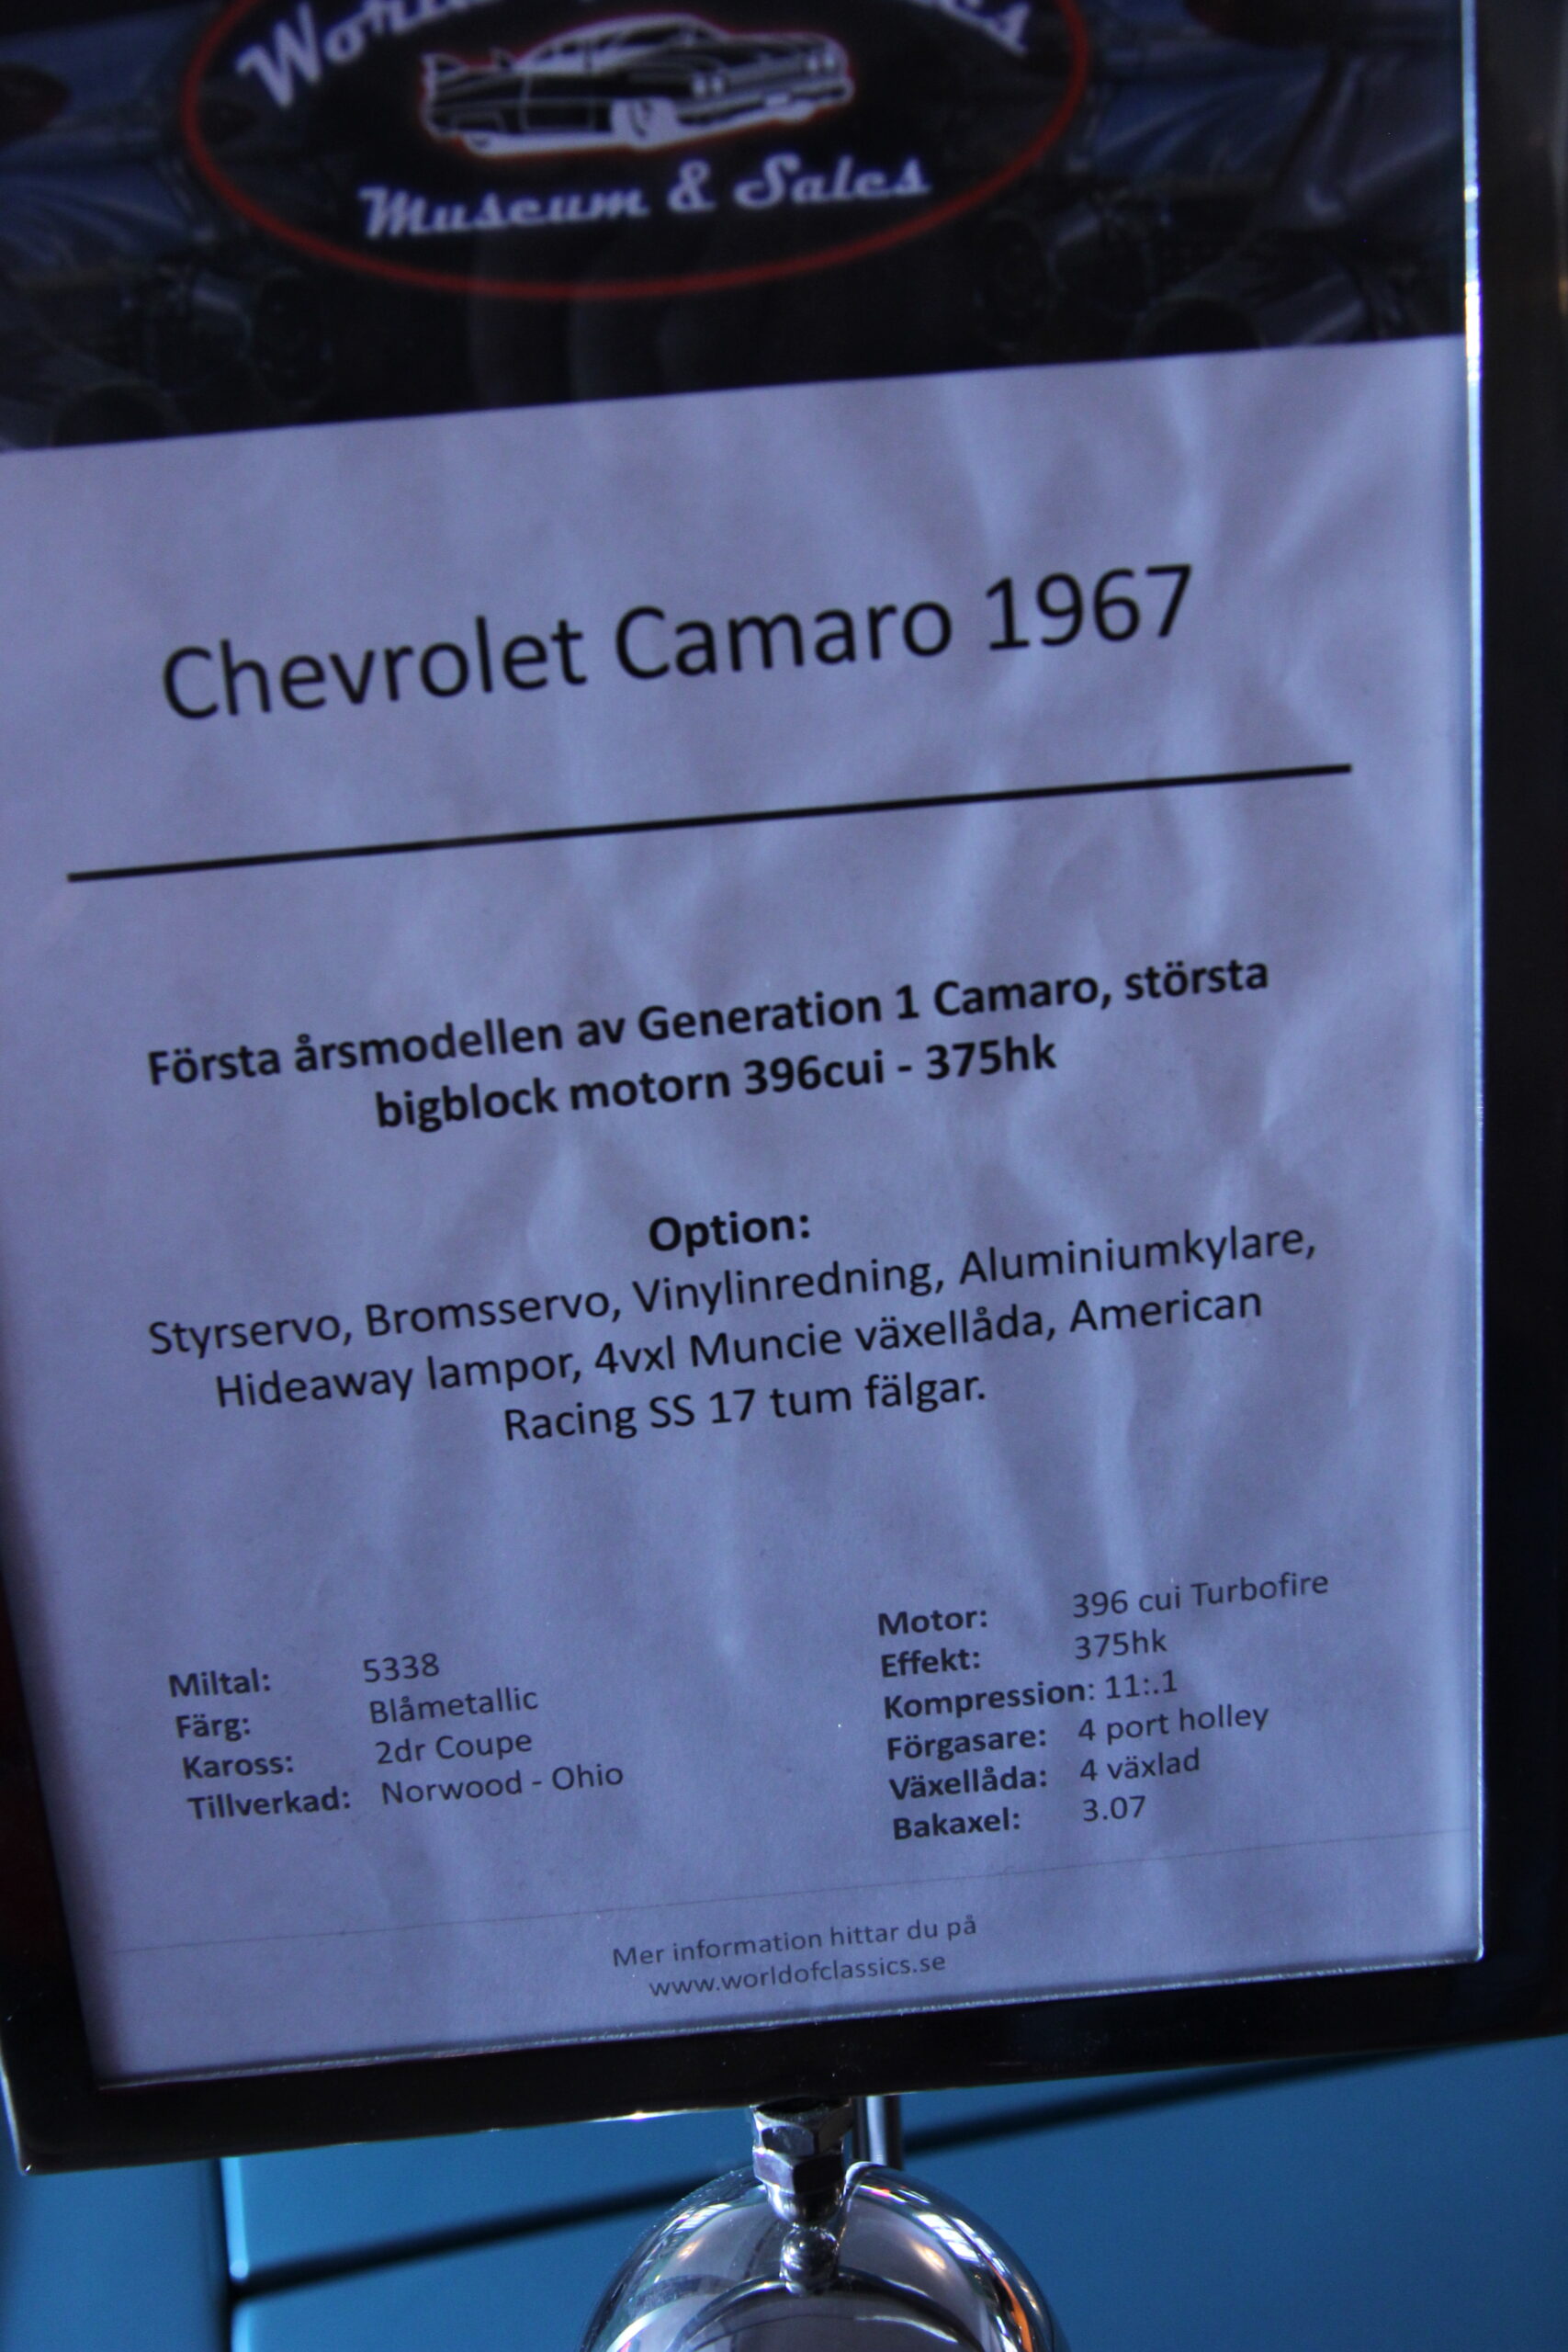 Museum & Sales
Chevrolet Camaro 1967
Första årsmodellen av Generation 1 Camaro, största
bigblock motorn 396cui - 375hk
Option:
Styrservo, Bromsservo, Vinylinredning, Aluminiumkylare,
Hideaway lampor, 4vxl Muncie växellåda, American
Racing SS 17 tum fälgar.
Miltal: 5338
Färg: Blåmetallic
Kaross: 2dr Coupe
Tillverkad: Norwood - Ohio
Motor: 396 cui Turbofire
Effekt: 375hk
Kompression: 11:.1
Förgasare: 4 port holley
Växellåda: 4 växlad
Bakaxel: 3.07
Mer information hittar du på
www.worldofclassics.se